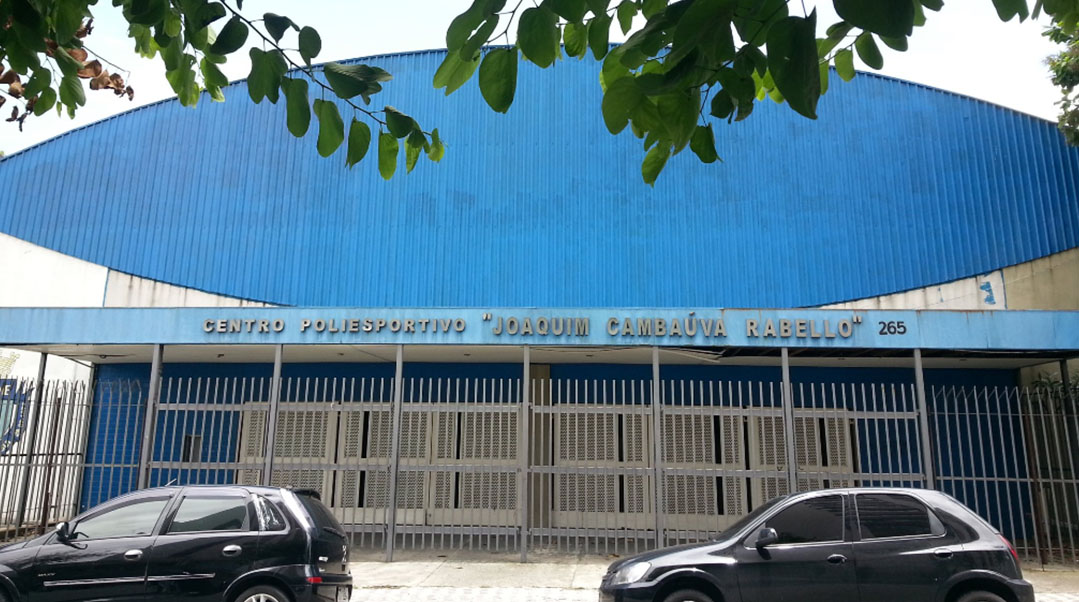 CENTRO POLIESPORTIVO "JOAQUIM CAMBAÚVA RABELLO" 265